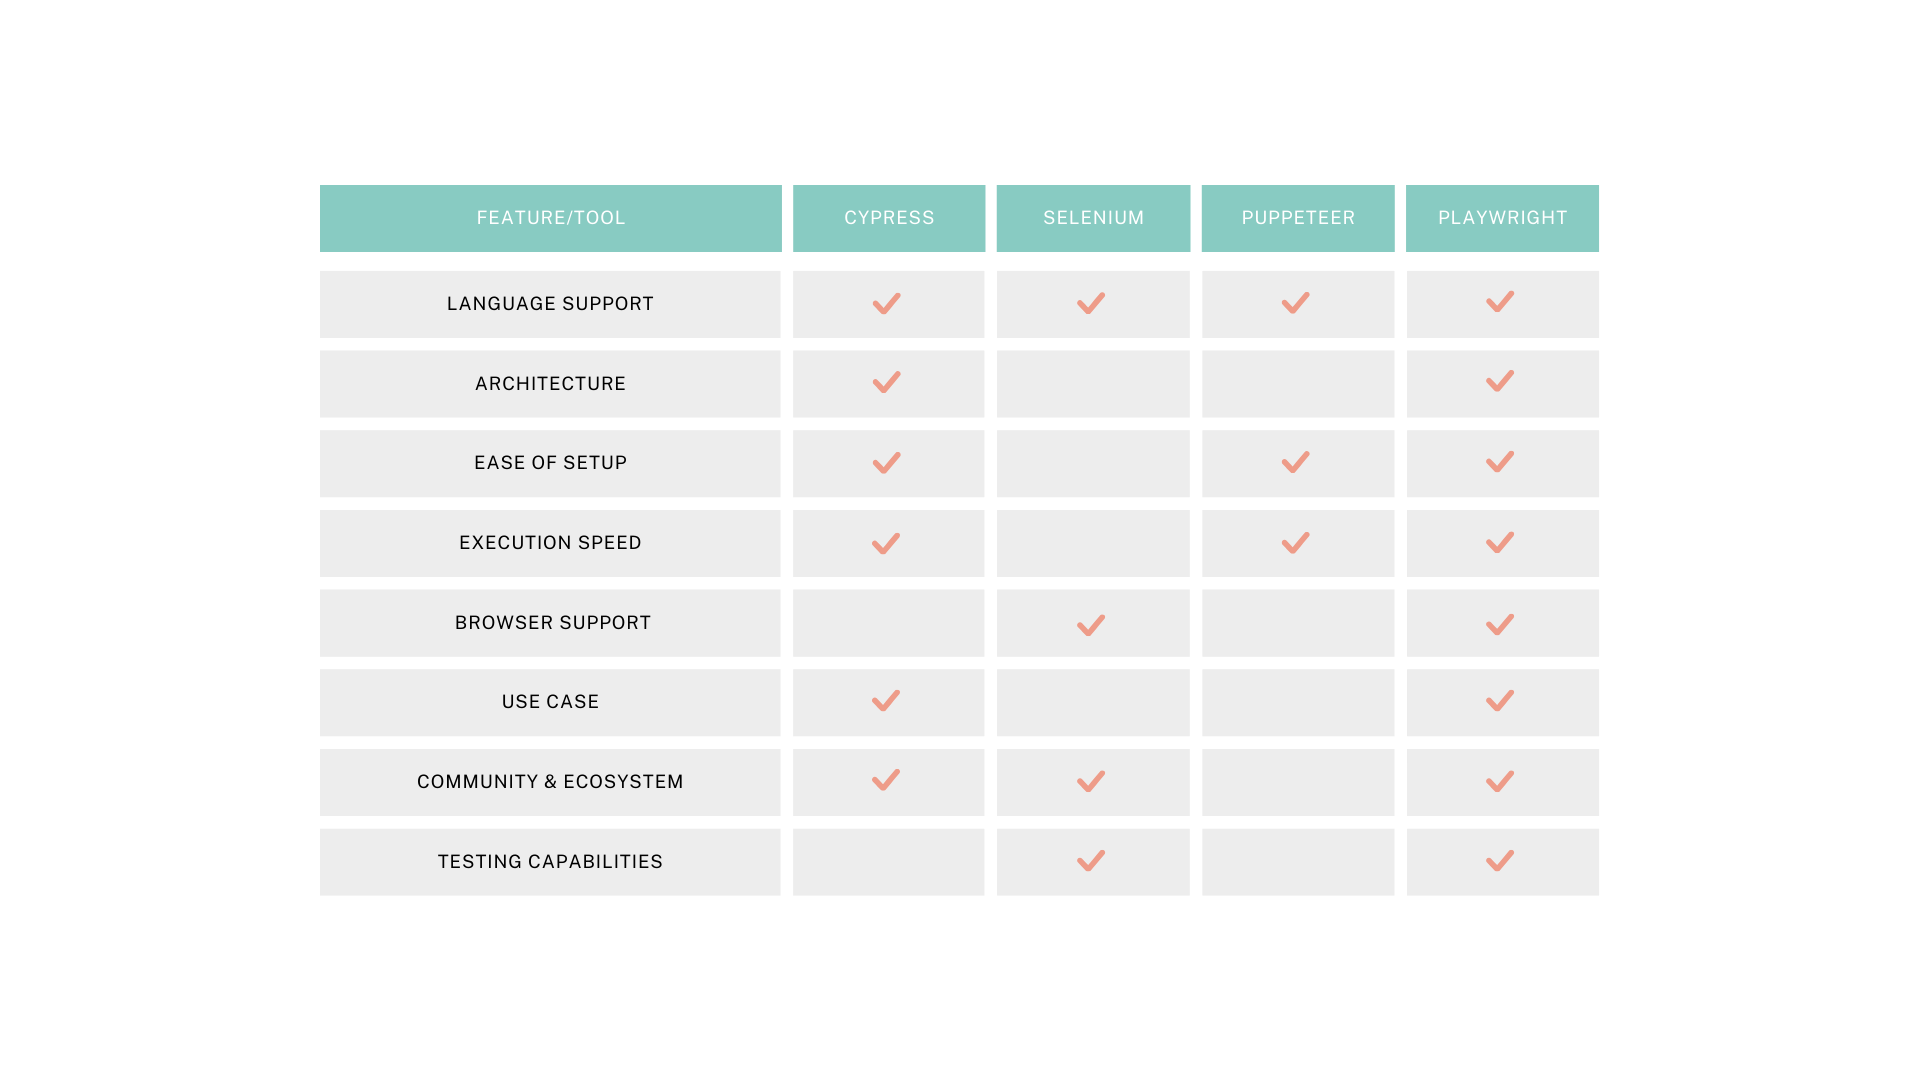 FEATURE/TOOL CYPRESS SELENIUM PUPPETEER PLAYWRIGHT
LANGUAGE SUPPORT
ARCHITECTURE
EASE OF SETUP
EXECUTION SPEED
BROWSER SUPPORT
USE CASE
COMMUNITY & ECOSYSTEM
TESTING CAPABILITIES